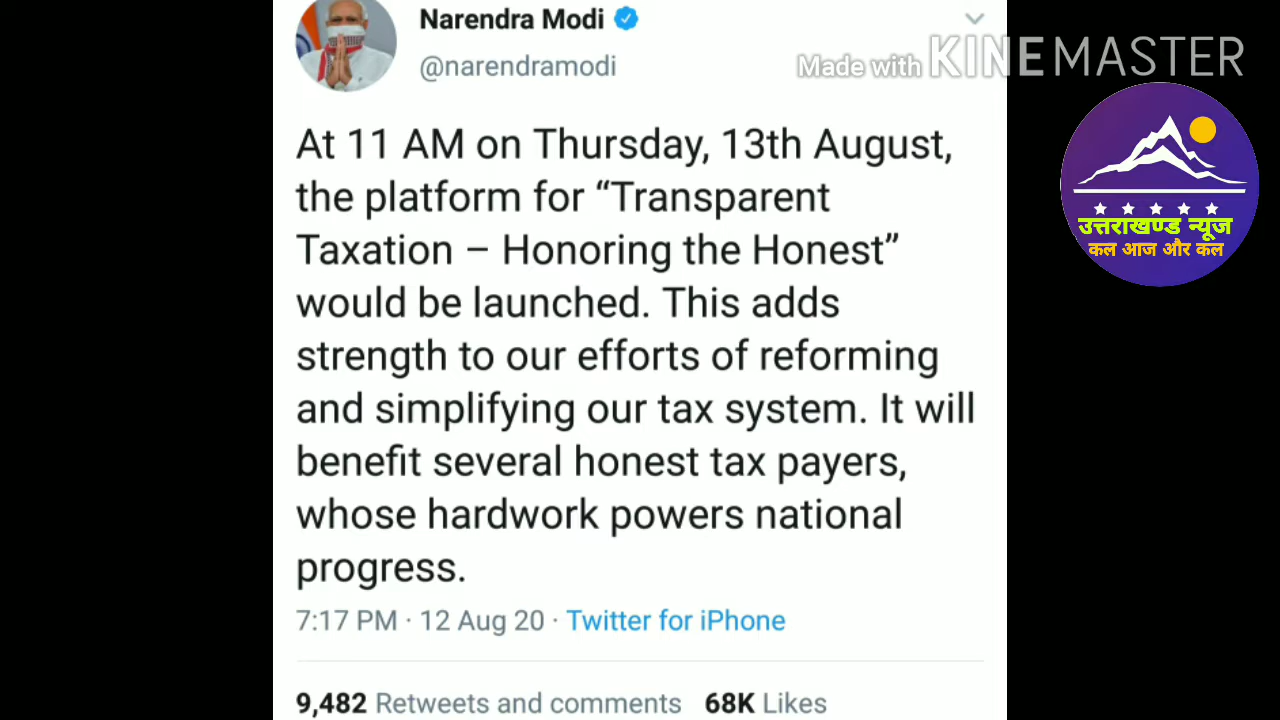 Narendra Modi
@narendramodi
Made with KINEMASTER
At 11 AM on Thursday, 13th August,
the platform for “Transparent
Taxation – Honoring the Honest”
would be launched. This adds
strength to our efforts of reforming
and simplifying our tax system. It will
benefit several honest tax payers,
whose hardwork powers national
progress.
7:17 PM · 12 Aug 20 · Twitter for iPhone
9,482 Retweets and comments 68K Likes
उत्तराखण्ड न्यूज
कल आज और कल